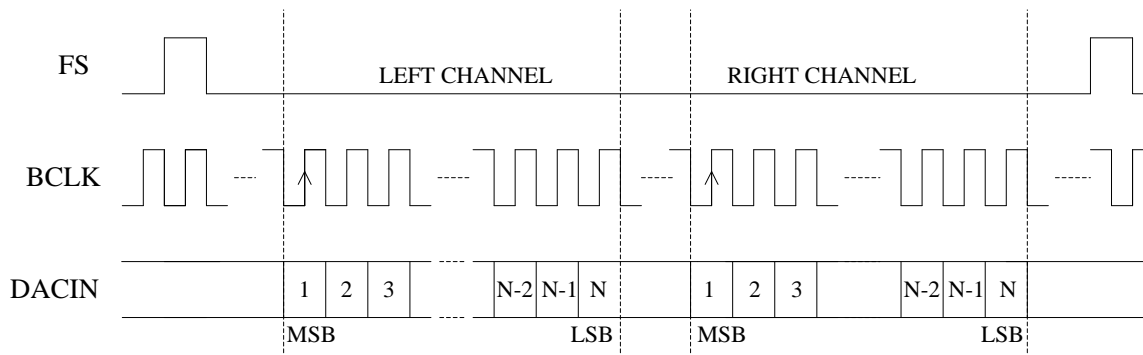 FS
LEFT CHANNEL
RIGHT CHANNEL
BCLK
DACIN
1 2 3 N-2 N-1 N 1 2 3 N-2 N-1 N
MSB LSB MSB LSB